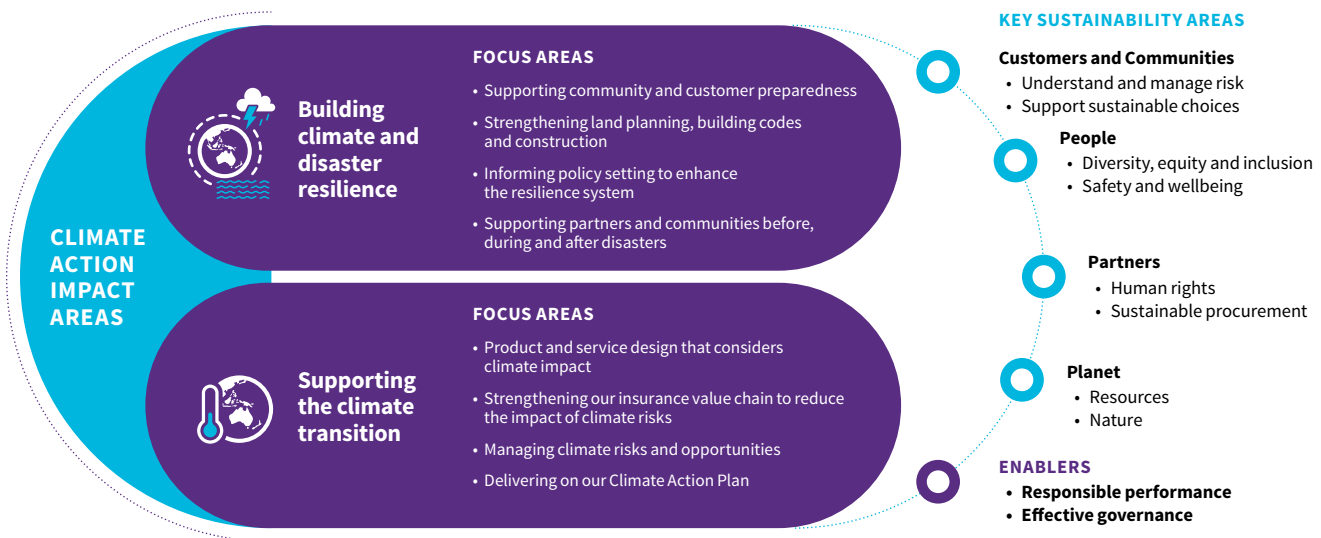 CLIMATE
ACTION
IMPACT
AREAS
Building
climate and
disaster
resilience
FOCUS AREAS
• Supporting community and customer preparedness
• Strengthening land planning, building codes
and construction
• Informing policy setting to enhance
the resilience system
• Supporting partners and communities before,
during and after disasters
Supporting
the climate
transition
FOCUS AREAS
• Product and service design that considers
climate impact
• Strengthening our insurance value chain to reduce
the impact of climate risks
• Managing climate risks and opportunities
• Delivering on our Climate Action Plan
KEY SUSTAINABILITY AREAS
Customers and Communities
• Understand and manage risk
• Support sustainable choices
People
• Diversity, equity and inclusion
• Safety and wellbeing
Partners
• Human rights
• Sustainable procurement
Planet
• Resources
• Nature
ENABLERS
• Responsible performance
• Effective governance